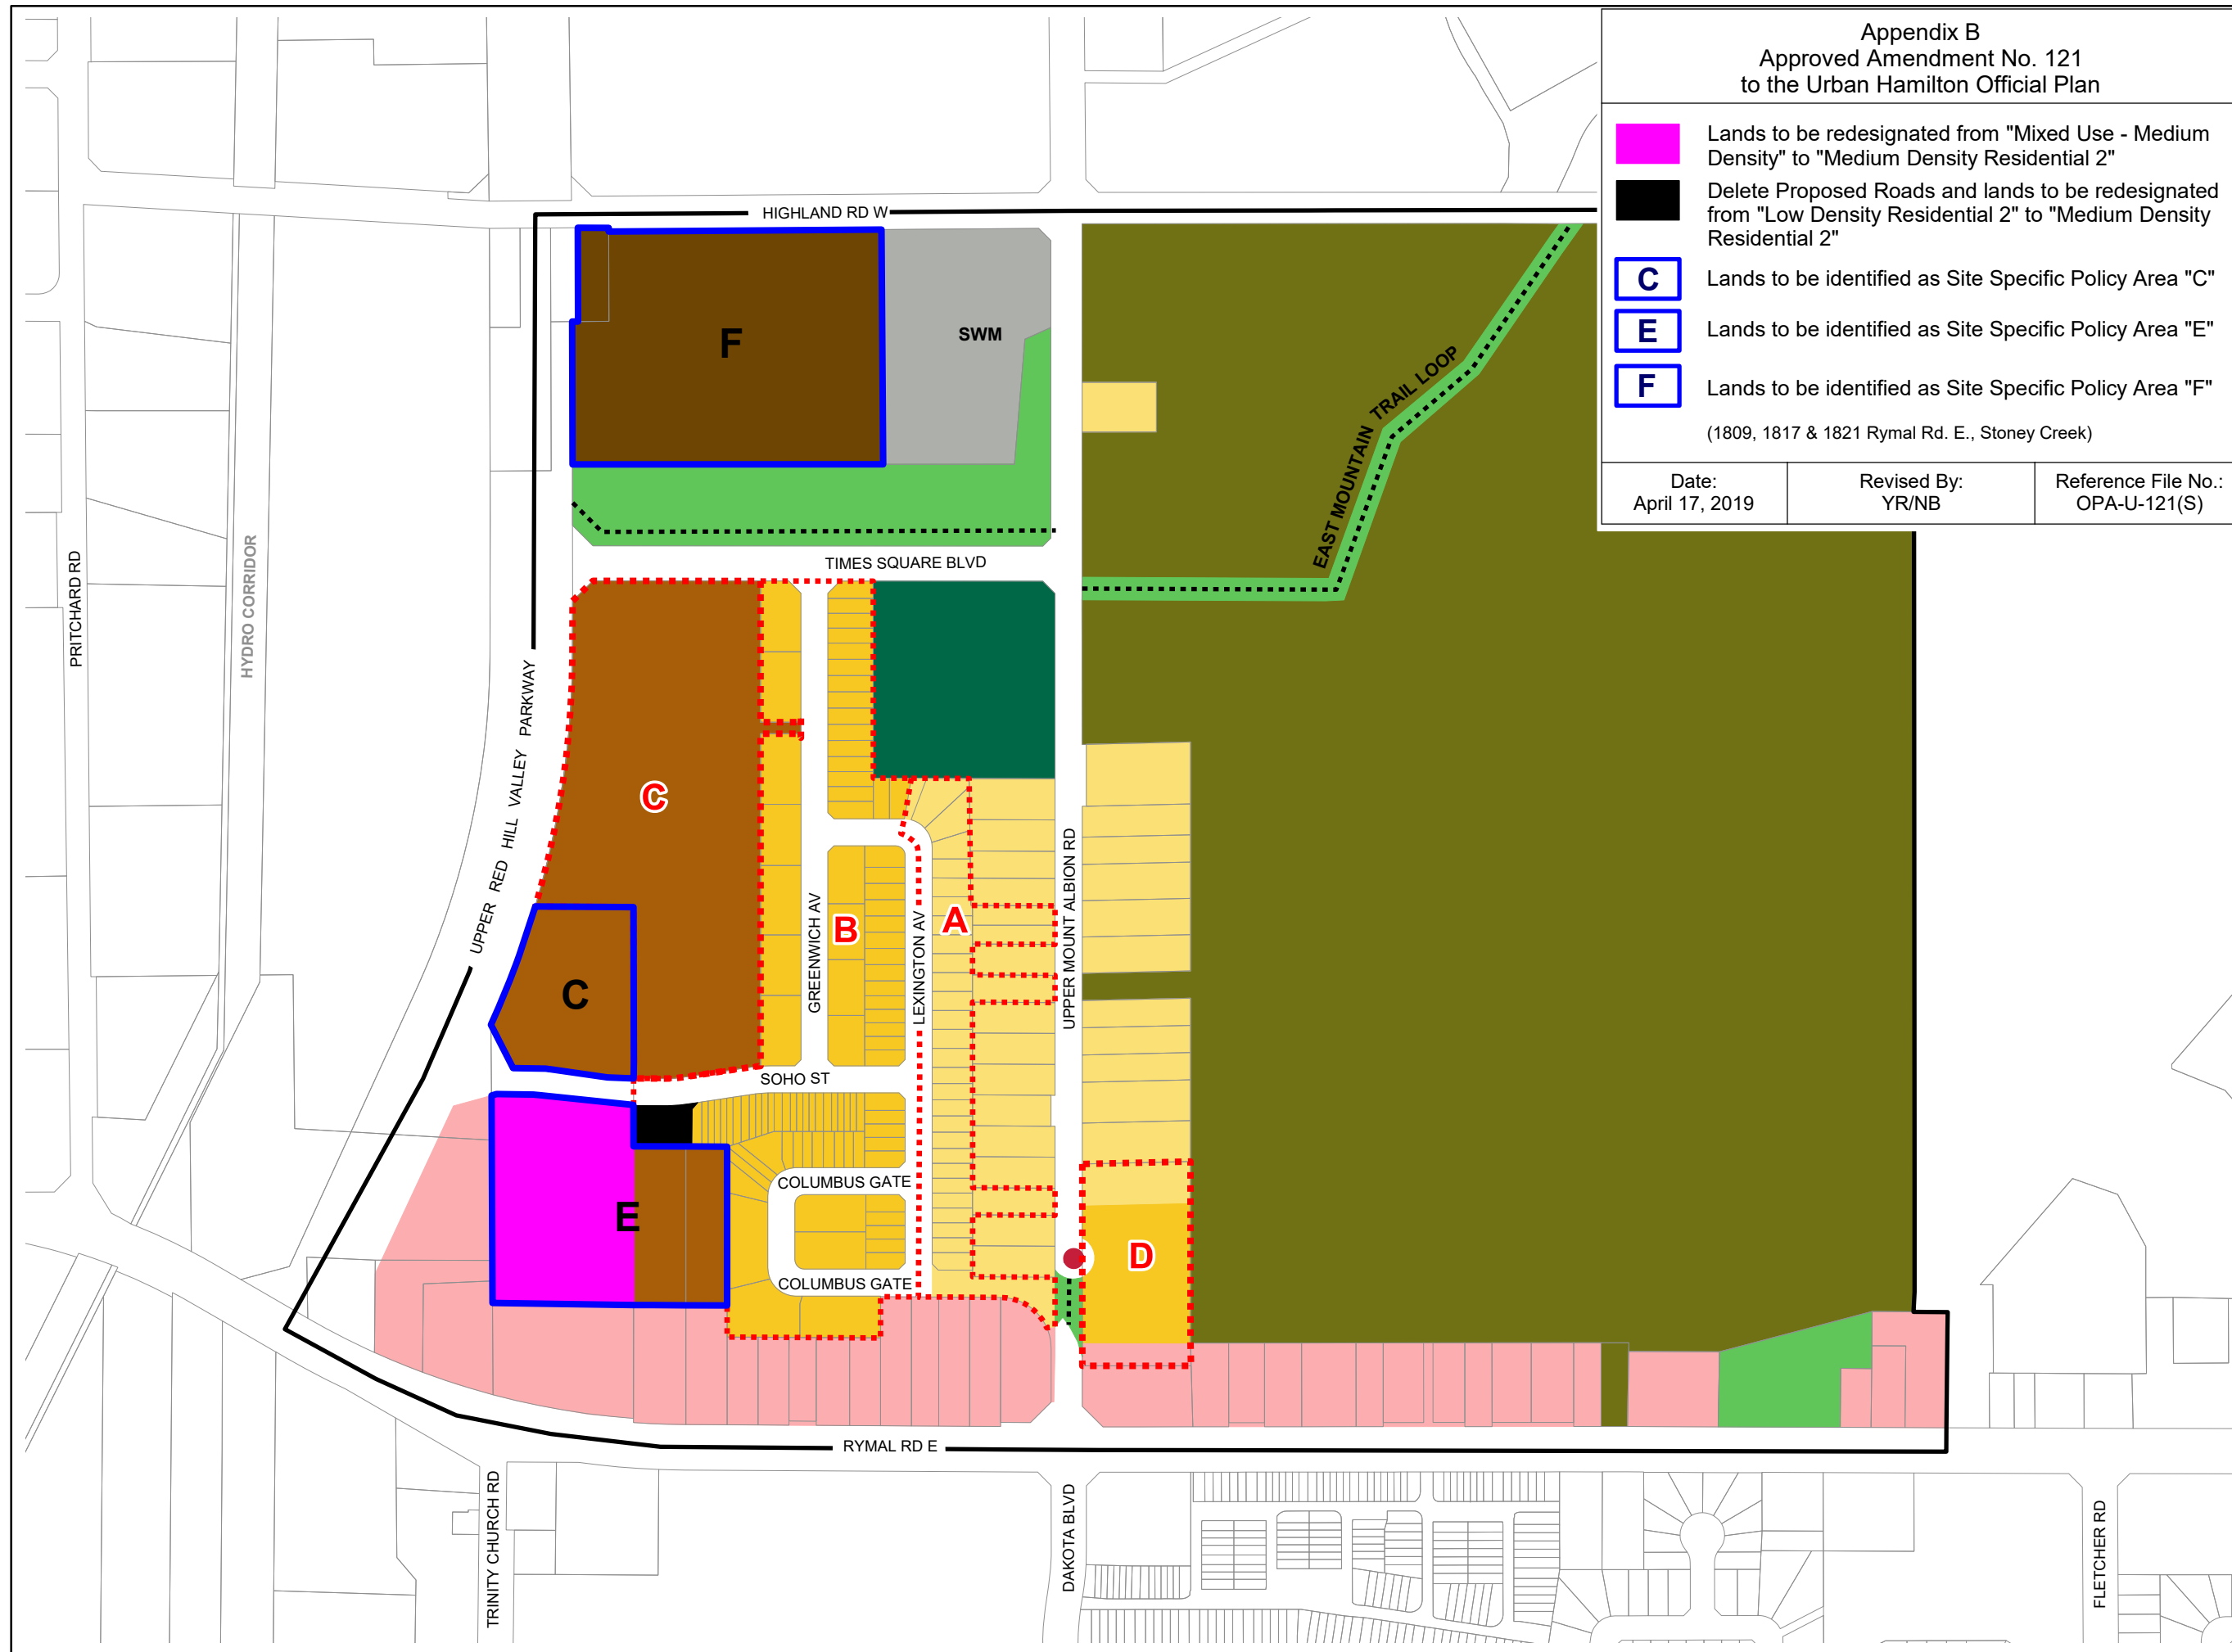 Appendix B
Approved Amendment No. 121
to the Urban Hamilton Official Plan
Lands to be redesignated from "Mixed Use - Medium
Density" to "Medium Density Residential 2"
Delete Proposed Roads and lands to be redesignated
from "Low Density Residential 2" to "Medium Density
Residential 2"
C
Lands to be identified as Site Specific Policy Area "C"
E
Lands to be identified as Site Specific Policy Area "E"
F
Lands to be identified as Site Specific Policy Area "F"
(1809, 1817 & 1821 Rymal Rd. E., Stoney Creek)
Date:
April 17, 2019
Revised By:
YR/NB
Reference File No.:
OPA-U-121(S)
HIGHLAND RD W
F
SWM
EAST MOUNTAIN TRAIL LOOP
TIMES SQUARE BLVD
PRITCHARD RD
HYDRO CORRIDOR
UPPER RED HILL VALLEY PARKWAY
C
B
A
GREENWICH AV
LEXINGTON AV
UPPER MOUNT ALBION RD
C
SOHO ST
COLUMBUS GATE
E
D
COLUMBUS GATE
RYMAL RD E
TRINITY CHURCH RD
DAKOTA BLVD
FLETCHER RD